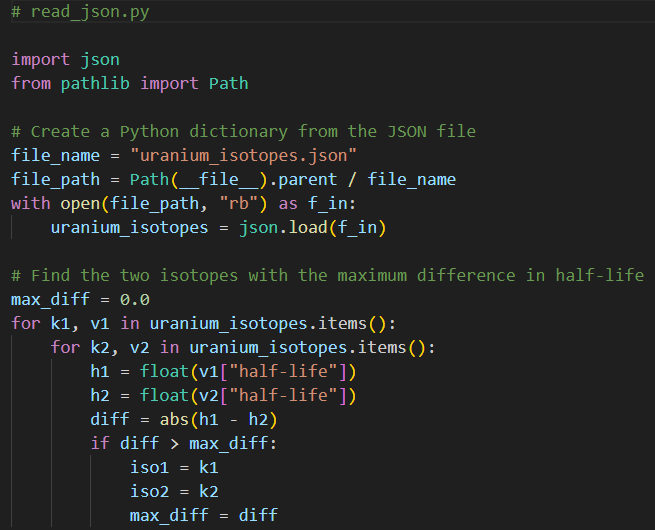 # read_json.py

import json
from pathlib import Path

# Create a Python dictionary from the JSON file
file_name = "uranium_isotopes.json"
file_path = Path(__file__).parent / file_name
with open(file_path, "rb") as f_in:
    uranium_isotopes = json.load(f_in)

# Find the two isotopes with the maximum difference in half-life
max_diff = 0.0
for k1, v1 in uranium_isotopes.items():
    for k2, v2 in uranium_isotopes.items():
        h1 = float(v1["half-life"])
        h2 = float(v2["half-life"])
        diff = abs(h1 - h2)
        if diff > max_diff:
            iso1 = k1
            iso2 = k2
            max_diff = diff